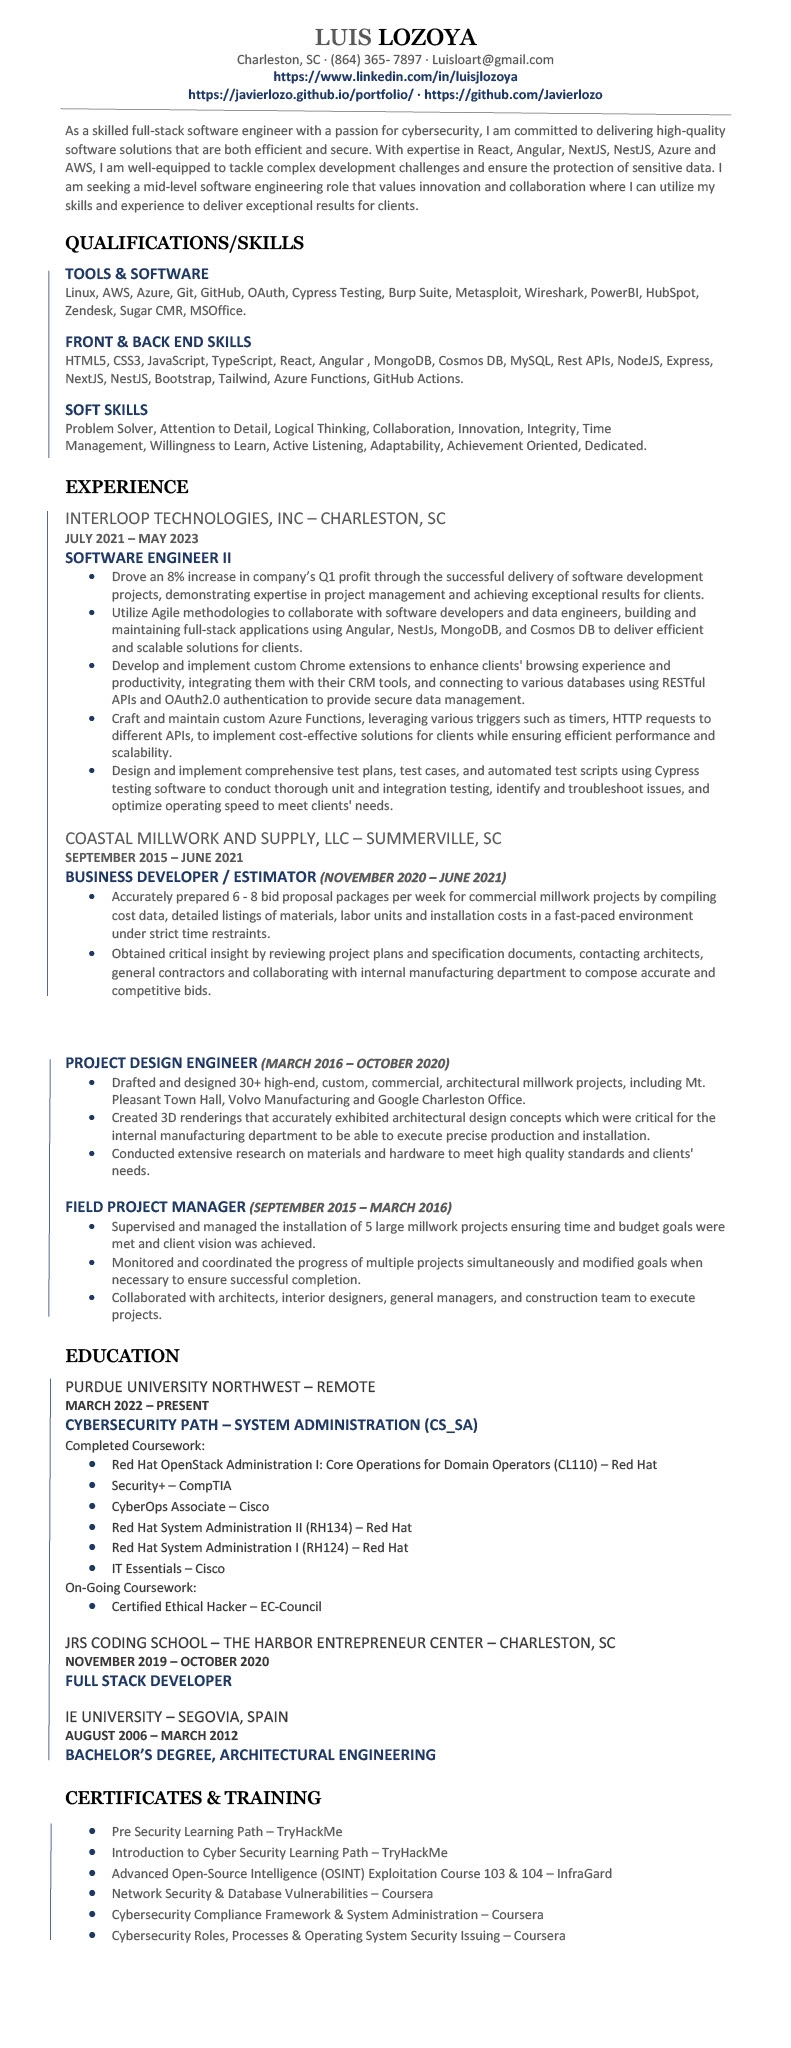 LUIS LOZOYA
Charleston, SC · (864) 365- 7897 · Luisloart@gmail.com
https://www.linkedin.com/in/luisjlozoya
https://javierlozo.github.io/portfolio/ · https://github.com/Javierlozo
As a skilled full-stack software engineer with a passion for cybersecurity, I am committed to delivering high-quality
software solutions that are both efficient and secure. With expertise in React, Angular, NextJS, NestJS, Azure and
AWS, I am well-equipped to tackle complex development challenges and ensure the protection of sensitive data. I
am seeking a mid-level software engineering role that values innovation and collaboration where I can utilize my
skills and experience to deliver exceptional results for clients.
QUALIFICATIONS/SKILLS
TOOLS & SOFTWARE
Linux, AWS, Azure, Git, GitHub, OAuth, Cypress Testing, Burp Suite, Metasploit, Wireshark, PowerBI, HubSpot,
Zendesk, Sugar CMR, MSOffice.
FRONT & BACK END SKILLS
HTML5, CSS3, JavaScript, TypeScript, React, Angular , MongoDB, Cosmos DB, MySQL, Rest APIs, NodeJS, Express,
NextJS, NestJS, Bootstrap, Tailwind, Azure Functions, GitHub Actions.
SOFT SKILLS
Problem Solver, Attention to Detail, Logical Thinking, Collaboration, Innovation, Integrity, Time
Management, Willingness to Learn, Active Listening, Adaptability, Achievement Oriented, Dedicated.
EXPERIENCE
INTERLOOP TECHNOLOGIES, INC – CHARLESTON, SC
JULY 2021 – MAY 2023
SOFTWARE ENGINEER II
• Drove an 8% increase in company's Q1 profit through the successful delivery of software development
projects, demonstrating expertise in project management and achieving exceptional results for clients.
• Utilize Agile methodologies to collaborate with software developers and data engineers, building and
maintaining full-stack applications using Angular, NestJs, MongoDB, and Cosmos DB to deliver efficient
and scalable solutions for clients.
• Develop and implement custom Chrome extensions to enhance clients' browsing experience and
productivity, integrating them with their CRM tools, and connecting to various databases using RESTful
APIs and OAuth2.0 authentication to provide secure data management.
• Craft and maintain custom Azure Functions, leveraging various triggers such as timers, HTTP requests to
different APIs, to implement cost-effective solutions for clients while ensuring efficient performance and
scalability.
• Design and implement comprehensive test plans, test cases, and automated test scripts using Cypress
testing software to conduct thorough unit and integration testing, identify and troubleshoot issues, and
optimize operating speed to meet clients' needs.
COASTAL MILLWORK AND SUPPLY, LLC – SUMMERVILLE, SC
SEPTEMBER 2015 – JUNE 2021
BUSINESS DEVELOPER / ESTIMATOR (NOVEMBER 2020 – JUNE 2021)
• Accurately prepared 6 - 8 bid proposal packages per week for commercial millwork projects by compiling
cost data, detailed listings of materials, labor units and installation costs in a fast-paced environment
under strict time restraints.
• Obtained critical insight by reviewing project plans and specification documents, contacting architects,
general contractors and collaborating with internal manufacturing department to compose accurate and
competitive bids.
PROJECT DESIGN ENGINEER (MARCH 2016 – OCTOBER 2020)
• Drafted and designed 30+ high-end, custom, commercial, architectural millwork projects, including Mt.
Pleasant Town Hall, Volvo Manufacturing and Google Charleston Office.
• Created 3D renderings that accurately exhibited architectural design concepts which were critical for the
internal manufacturing department to be able to execute precise production and installation.
• Conducted extensive research on materials and hardware to meet high quality standards and clients'
needs.
FIELD PROJECT MANAGER (SEPTEMBER 2015 – MARCH 2016)
• Supervised and managed the installation of 5 large millwork projects ensuring time and budget goals were
met and client vision was achieved.
• Monitored and coordinated the progress of multiple projects simultaneously and modified goals when
necessary to ensure successful completion.
• Collaborated with architects, interior designers, general managers, and construction team to execute
projects.
EDUCATION
PURDUE UNIVERSITY NORTHWEST – REMOTE
MARCH 2022 – PRESENT
CYBERSECURITY PATH – SYSTEM ADMINISTRATION (CS_SA)
Completed Coursework:
• Red Hat OpenStack Administration I: Core Operations for Domain Operators (CL110) – Red Hat
• Security+ – CompTIA
• CyberOps Associate – Cisco
• Red Hat System Administration II (RH134) – Red Hat
• Red Hat System Administration I (RH124) – Red Hat
• IT Essentials – Cisco
On-Going Coursework:
• Certified Ethical Hacker – EC-Council
JRS CODING SCHOOL – THE HARBOR ENTREPRENEUR CENTER – CHARLESTON, SC
NOVEMBER 2019 – OCTOBER 2020
FULL STACK DEVELOPER
IE UNIVERSITY – SEGOVIA, SPAIN
AUGUST 2006 – MARCH 2012
BACHELOR'S DEGREE, ARCHITECTURAL ENGINEERING
CERTIFICATES & TRAINING
• Pre Security Learning Path – TryHackMe
• Introduction to Cyber Security Learning Path – TryHackMe
• Advanced Open-Source Intelligence (OSINT) Exploitation Course 103 & 104 – InfraGard
• Network Security & Database Vulnerabilities – Coursera
• Cybersecurity Compliance Framework & System Administration – Coursera
• Cybersecurity Roles, Processes & Operating System Security Issuing – Coursera